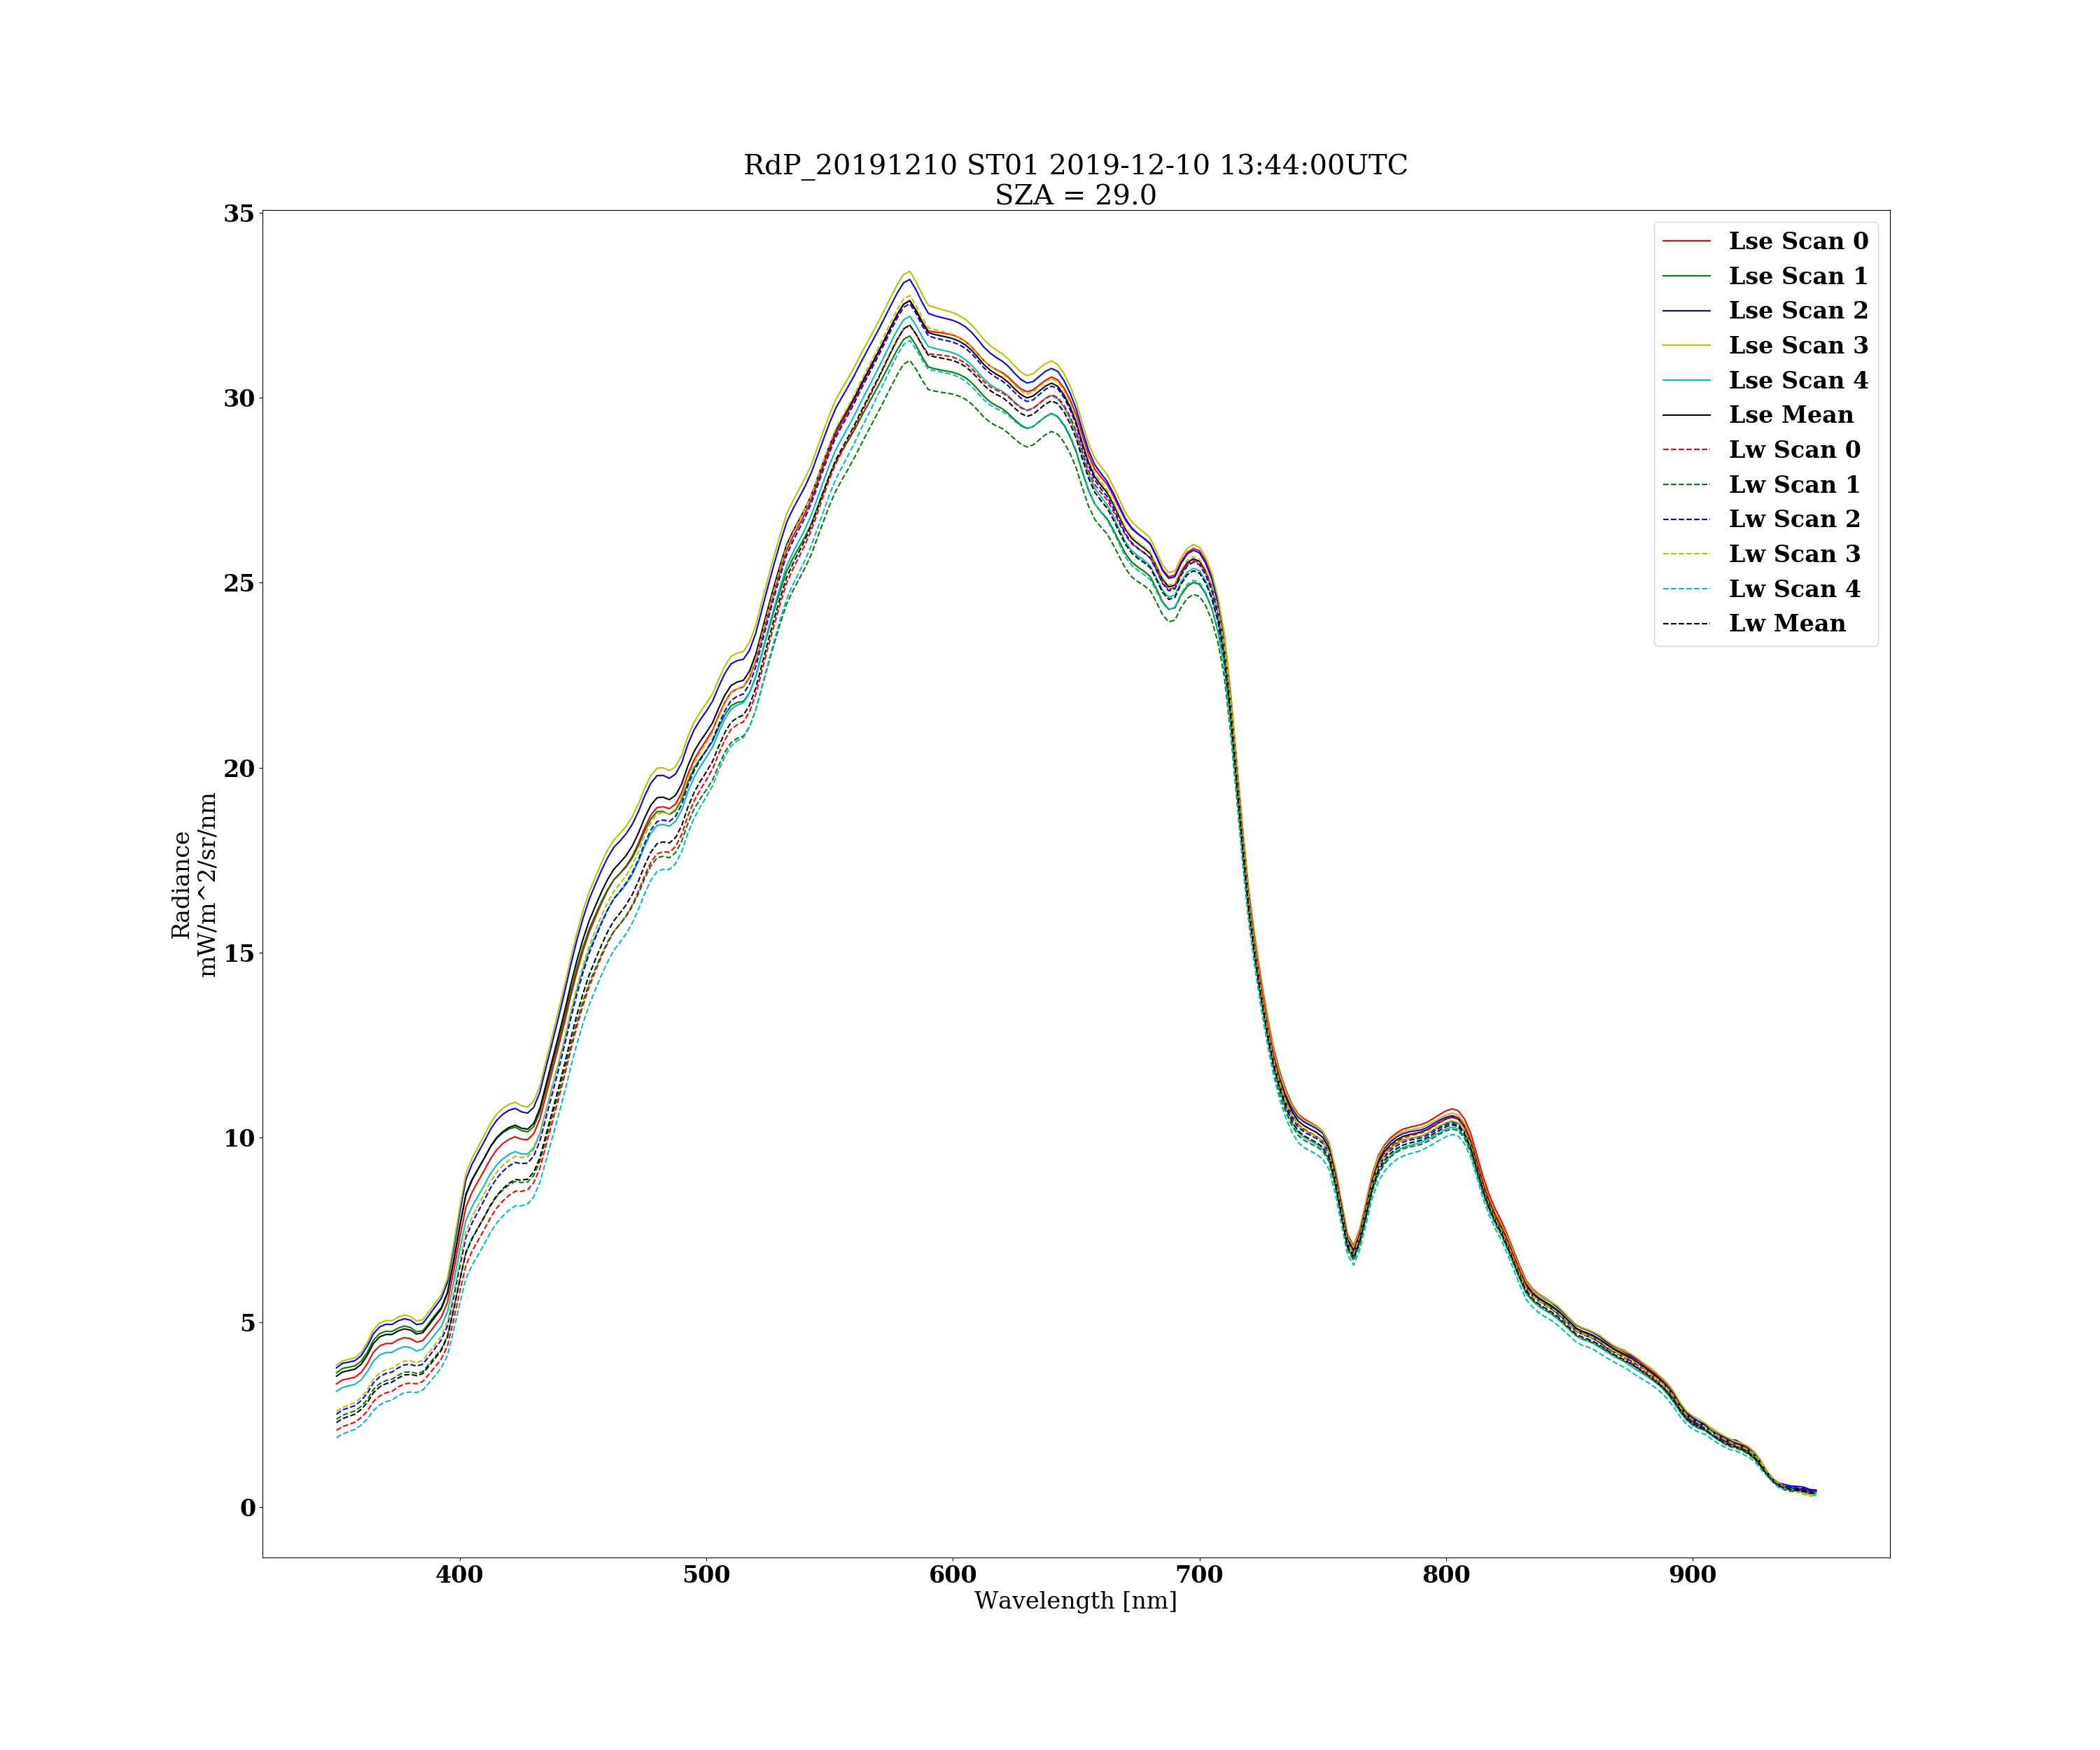 RdP_20191210 ST01 2019-12-10 13:44:00UTC
SZA = 29.0
35
30
25
20
15
10
5
0
Radiance
mW/m^2/sr/nm
400
500
600
700
800
900
Wavelength [nm]
Lse Scan 0
Lse Scan 1
Lse Scan 2
Lse Scan 3
Lse Scan 4
Lse Mean
Lw Scan 0
Lw Scan 1
Lw Scan 2
Lw Scan 3
Lw Scan 4
Lw Mean